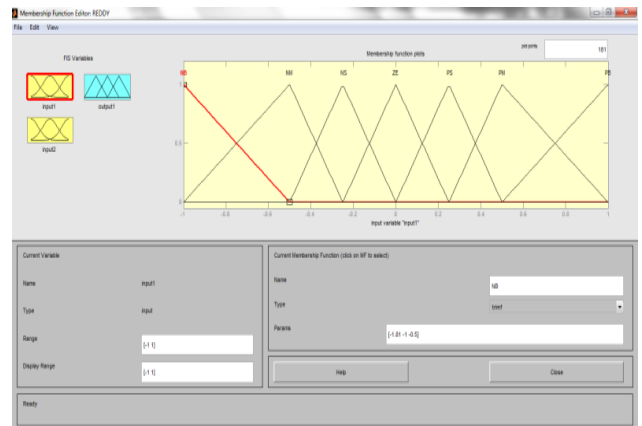 Membership Function Editor: REDDY
File Edit View
FIS Variables
Membership function plots
plot points:
181
input1
output1
input2
NB NM NS ZE PS PM PB
1
0.5
0
-1 -0.8 -0.6 -0.4 -0.2 0 0.2 0.4 0.6 0.8 1
input variable "input1"
Current Variable
Name input1
Type input
Range [-1 1]
Display Range [-1 1]
Current Membership Function (click on MF to select)
Name NB
Type trimf
Params [-1.01 -1 -0.5]
Help Close
Ready